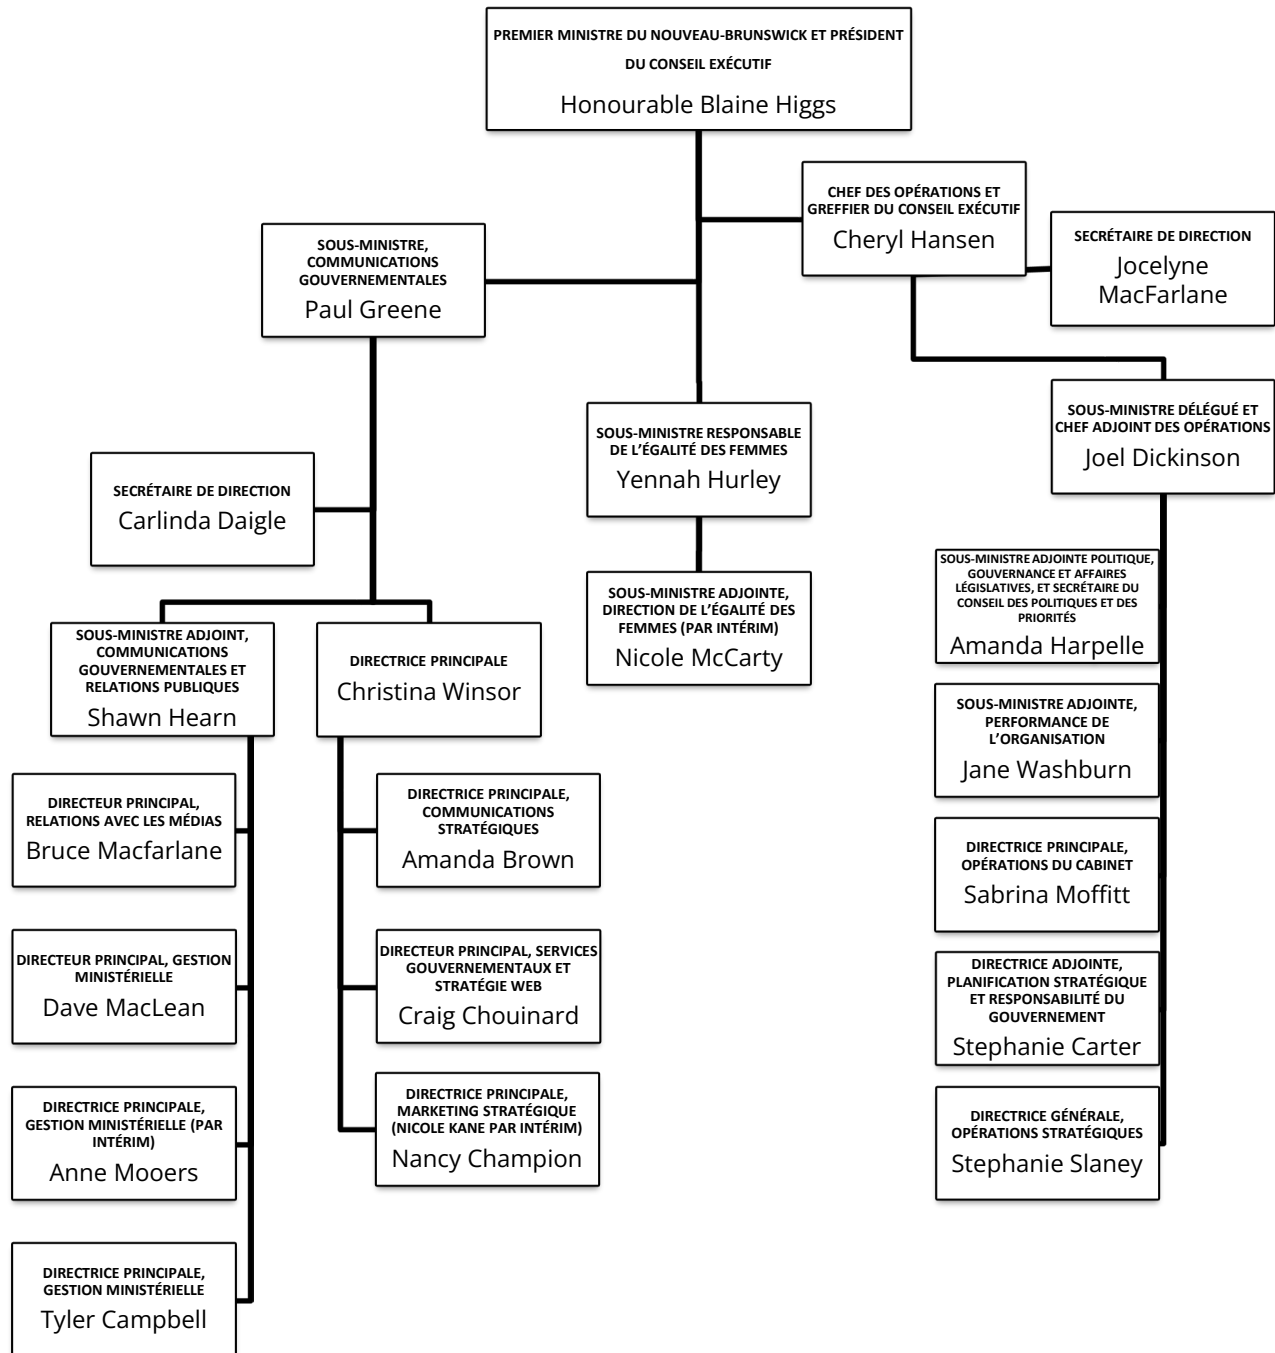 PREMIER MINISTRE DU NOUVEAU-BRUNSWICK ET PRÉSIDENT
DU CONSEIL EXÉCUTIF
Honourable Blaine Higgs
CHEF DES OPÉRATIONS ET
GREFFIER DU CONSEIL EXÉCUTIF
Cheryl Hansen
SECRÉTAIRE DE DIRECTION
Jocelyne
MacFarlane
SOUS-MINISTRE,
COMMUNICATIONS
GOUVERNEMENTALES
Paul Greene
SOUS-MINISTRE DÉLÉGUÉ ET
CHEF ADJOINT DES OPÉRATIONS
Joel Dickinson
SOUS-MINISTRE RESPONSABLE
DE L’ÉGALITÉ DES FEMMES
Yennah Hurley
SECRÉTAIRE DE DIRECTION
Carlinda Daigle
SOUS-MINISTRE ADJOINTE,
DIRECTION DE L’ÉGALITÉ DES
FEMMES (PAR INTÉRIM)
Nicole McCarty
SOUS-MINISTRE ADJOINT,
COMMUNICATIONS
GOUVERNEMENTALES ET
RELATIONS PUBLIQUES
Shawn Hearn
DIRECTRICE PRINCIPALE
Christina Winsor
DIRECTEUR PRINCIPAL,
RELATIONS AVEC LES MÉDIAS
Bruce Macfarlane
DIRECTEUR PRINCIPAL, GESTION
MINISTÉRIELLE
Dave MacLean
DIRECTRICE PRINCIPALE,
GESTION MINISTÉRIELLE (PAR
INTÉRIM)
Anne Mooers
DIRECTRICE PRINCIPALE,
GESTION MINISTÉRIELLE
Tyler Campbell
DIRECTRICE PRINCIPALE,
COMMUNICATIONS
STRATÉGIQUES
Amanda Brown
DIRECTEUR PRINCIPAL, SERVICES
GOUVERNEMENTAUX ET
STRATÉGIE WEB
Craig Chouinard
DIRECTRICE PRINCIPALE,
MARKETING STRATÉGIQUE
(NICOLE KANE PAR INTÉRIM)
Nancy Champion
SOUS-MINISTRE ADJOINTE POLITIQUE,
GOUVERNANCE ET AFFAIRES
LÉGISLATIVES, ET SECRÉTAIRE DU
CONSEIL DES POLITIQUES ET DES
PRIORITÉS
Amanda Harpelle
SOUS-MINISTRE ADJOINTE,
PERFORMANCE DE
L’ORGANISATION
Jane Washburn
DIRECTRICE PRINCIPALE,
OPÉRATIONS DU CABINET
Sabrina Moffitt
DIRECTRICE ADJOINTE,
PLANIFICATION STRATÉGIQUE
ET RESPONSABILITÉ DU
GOUVERNEMENT
Stephanie Carter
DIRECTRICE GÉNÉRALE,
OPÉRATIONS STRATÉGIQUES
Stephanie Slaney